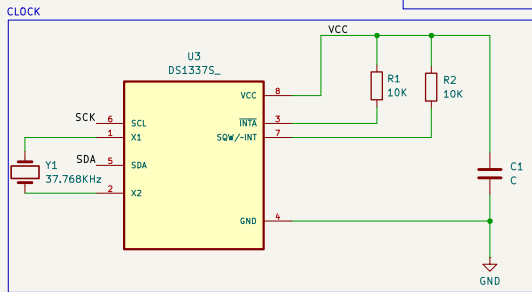 CLOCK
VCC
U3
DS1337S_
VCC
8
R1
10K
R2
10K
SCK
6
SCL
INTA
3
1
X1
SQW/~INT
7
Y1
37.768KHz
SDA
5
SDA
2
X2
C1
C
GND
4
GND